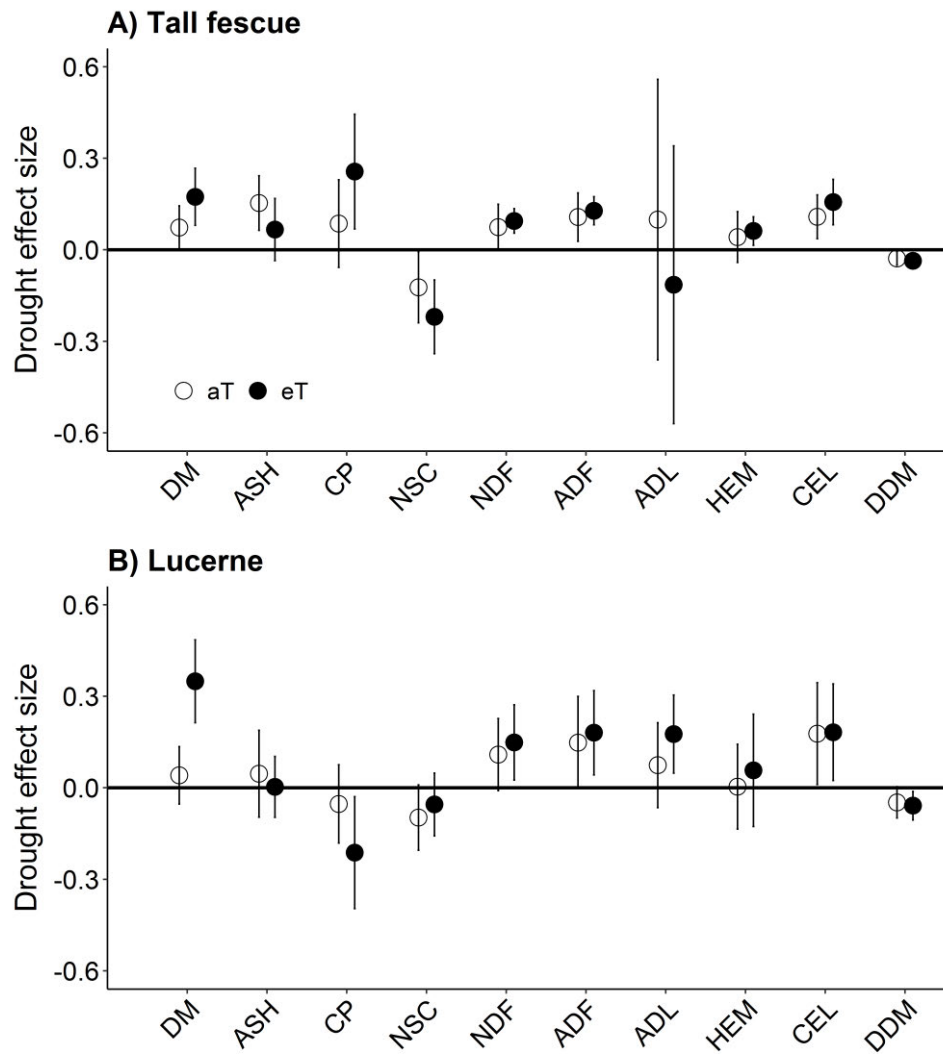 A) Tall fescue
Drought effect size
0.6
0.3
0.0
-0.3
-0.6
aT eT
DM ASH CP NSC NDF ADF ADL HEM CEL DDM
B) Lucerne
Drought effect size
0.6
0.3
0.0
-0.3
-0.6
DM ASH CP NSC NDF ADF ADL HEM CEL DDM